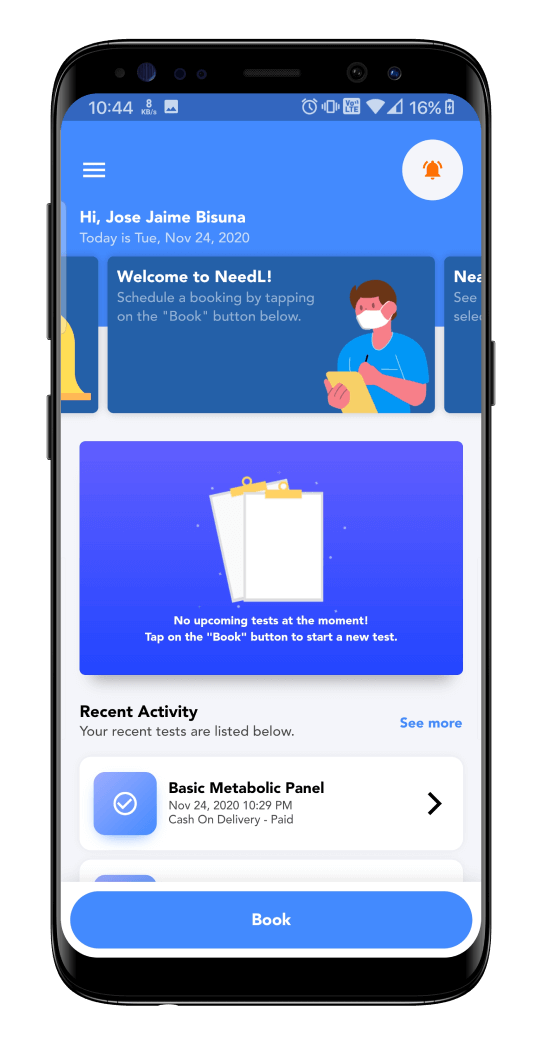 10:44 8 KB/s VoLTE 16%
Hi, Jose Jaime Bisuna
Today is Tue, Nov 24, 2020
Welcome to NeedL!
Schedule a booking by tapping
on the "Book" button below.
Nea
See
selec
No upcoming tests at the moment!
Tap on the "Book" button to start a new test.
Recent Activity
See more
Your recent tests are listed below.
Basic Metabolic Panel
Nov 24, 2020 10:29 PM
Cash On Delivery - Paid
Book